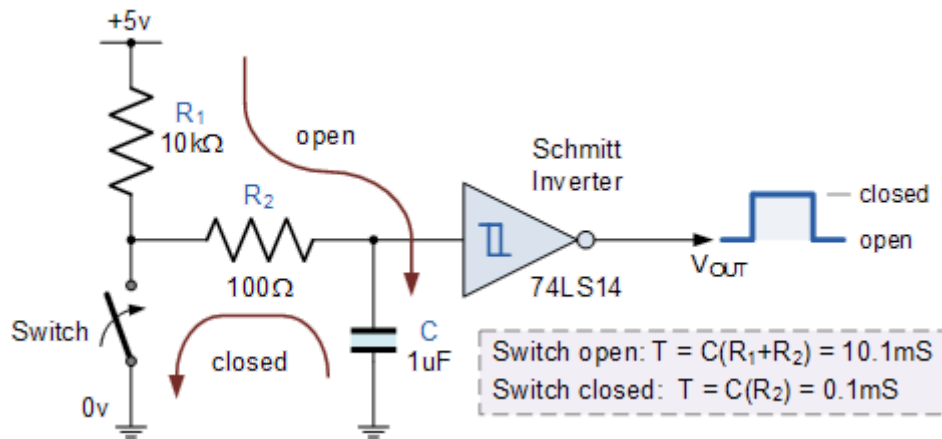 +5v
R₁
10kΩ
open
Schmitt
Inverter
R₂
closed
open
VOUT
100Ω
74LS14
Switch
closed
C
1uF
Switch open: T = C(R₁+R₂) = 10.1mS
Switch closed: T = C(R₂) = 0.1mS
0v